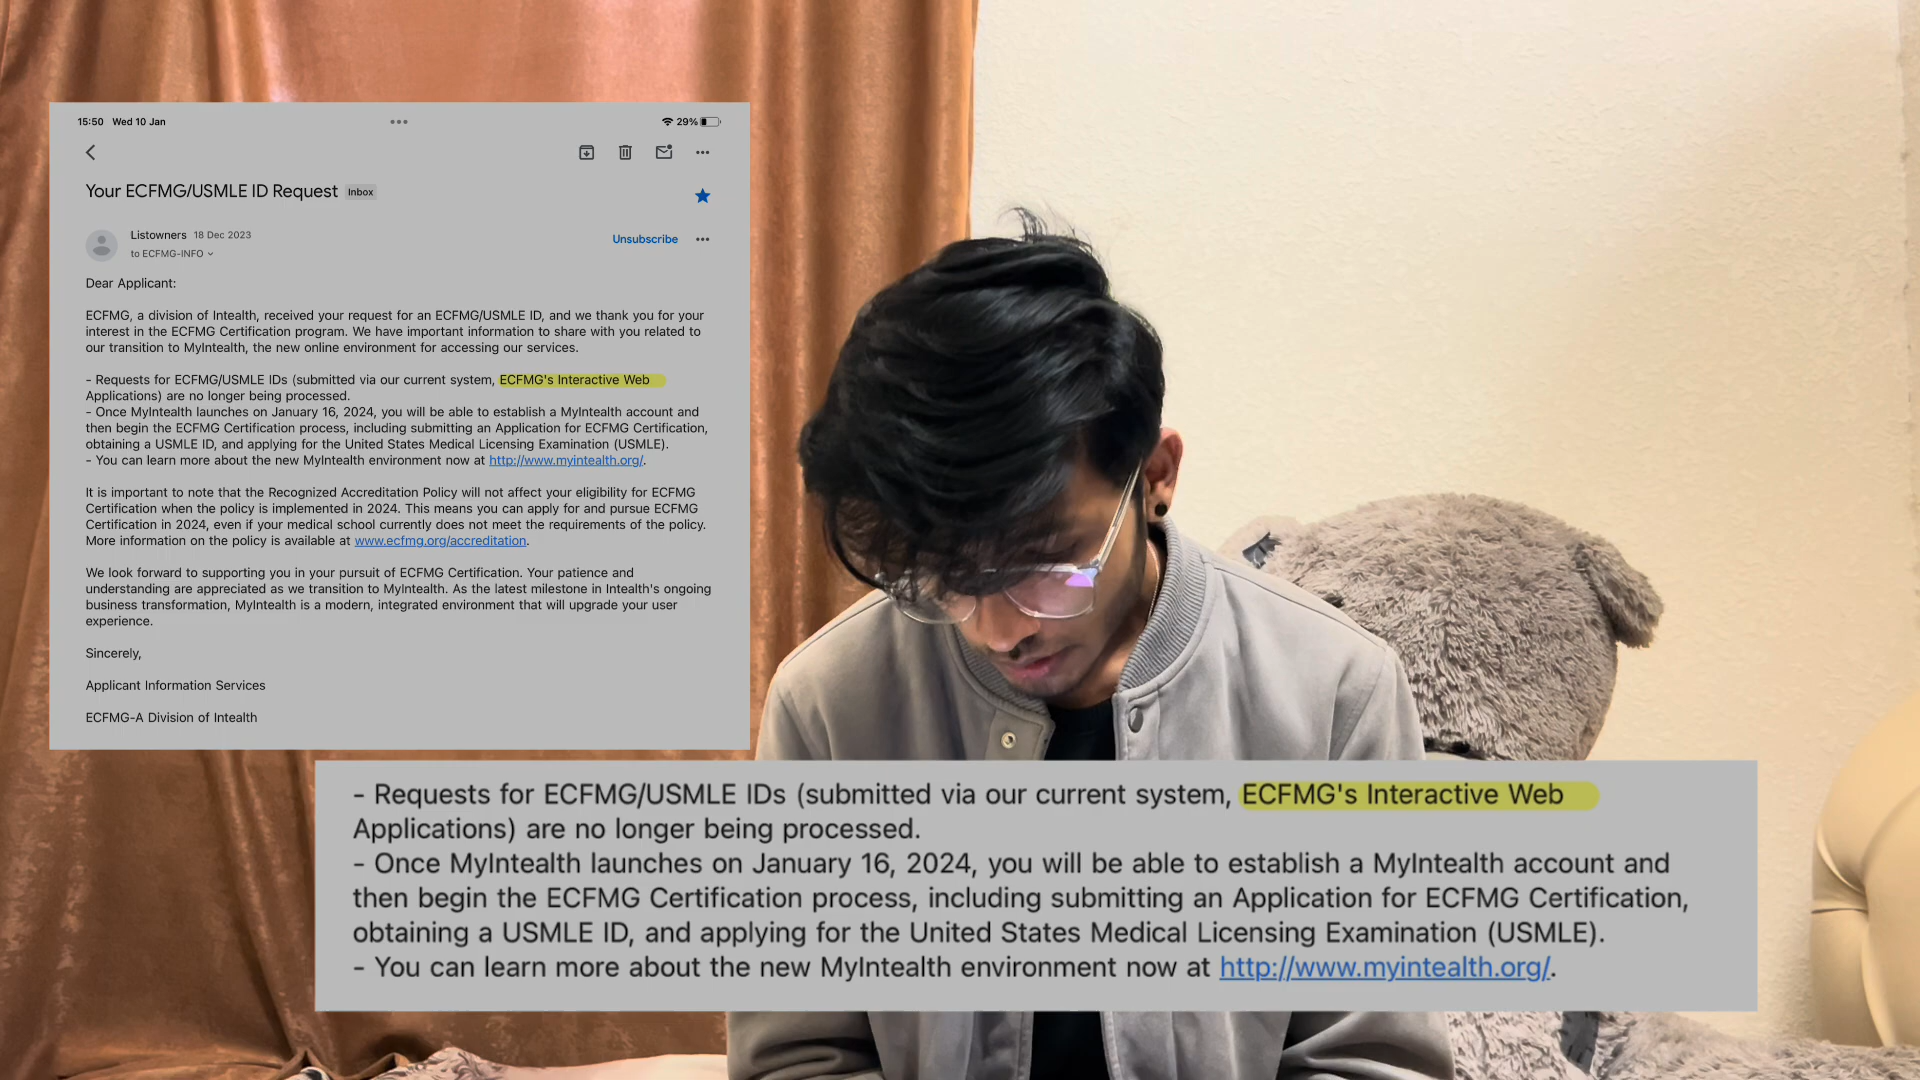 15:50 Wed 10 Jan
29%
Your ECFMG/USMLE ID Request Inbox
Listowners 18 Dec 2023
Unsubscribe
to ECFMG-INFO
Dear Applicant:
ECFMG, a division of Intealth, received your request for an ECFMG/USMLE ID, and we thank you for your
interest in the ECFMG Certification program. We have important information to share with you related to
our transition to MyIntealth, the new online environment for accessing our services.
- Requests for ECFMG/USMLE IDs (submitted via our current system, ECFMG's Interactive Web
Applications) are no longer being processed.
- Once MyIntealth launches on January 16, 2024, you will be able to establish a MyIntealth account and
then begin the ECFMG Certification process, including submitting an Application for ECFMG Certification,
obtaining a USMLE ID, and applying for the United States Medical Licensing Examination (USMLE).
- You can learn more about the new MyIntealth environment now at http://www.myintealth.org/.
It is important to note that the Recognized Accreditation Policy will not affect your eligibility for ECFMG
Certification when the policy is implemented in 2024. This means you can apply for and pursue ECFMG
Certification in 2024, even if your medical school currently does not meet the requirements of the policy.
More information on the policy is available at www.ecfmg.org/accreditation.
We look forward to supporting you in your pursuit of ECFMG Certification. Your patience and
understanding are appreciated as we transition to MyIntealth. As the latest milestone in Intealth's ongoing
business transformation, MyIntealth is a modern, integrated environment that will upgrade your user
experience.
Sincerely,
Applicant Information Services
ECFMG-A Division of Intealth
- Requests for ECFMG/USMLE IDs (submitted via our current system, ECFMG's Interactive Web
Applications) are no longer being processed.
- Once MyIntealth launches on January 16, 2024, you will be able to establish a MyIntealth account and
then begin the ECFMG Certification process, including submitting an Application for ECFMG Certification,
obtaining a USMLE ID, and applying for the United States Medical Licensing Examination (USMLE).
- You can learn more about the new MyIntealth environment now at http://www.myintealth.org/.